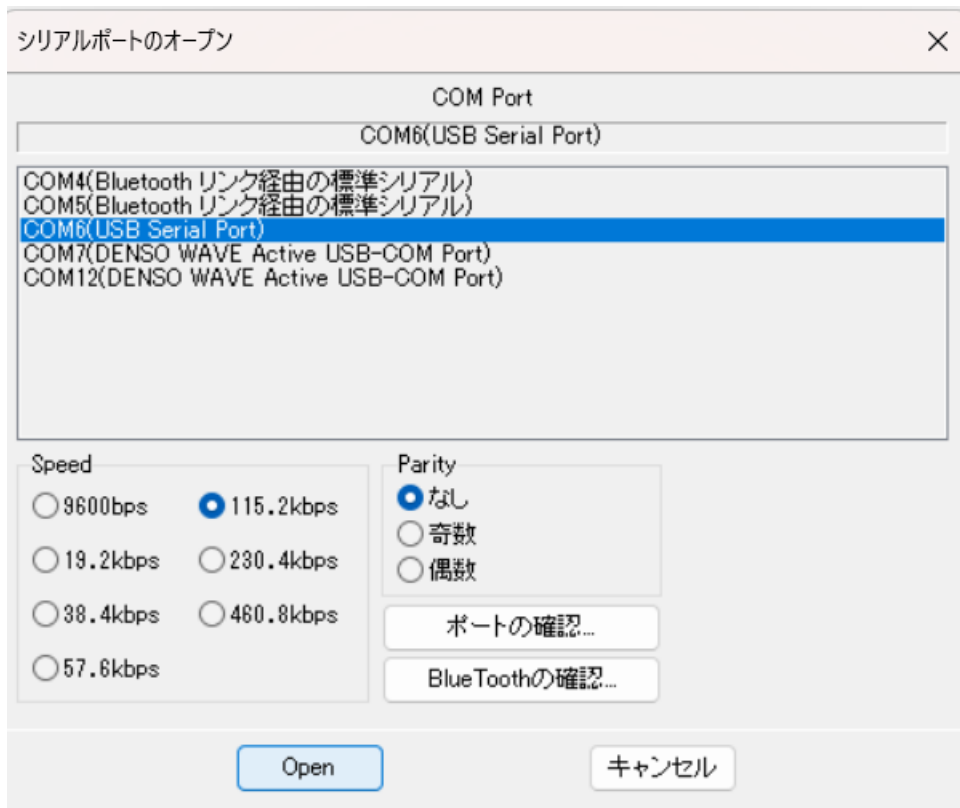 シリアルポートのオープン
COM Port
COM6(USB Serial Port)
COM4(Bluetooth リンク経由の標準シリアル)
COM5(Bluetooth リンク経由の標準シリアル)
COM6(USB Serial Port)
COM7(DENSO WAVE Active USB-COM Port)
COM12(DENSO WAVE Active USB-COM Port)
Speed
9600bps 115.2kbps
19.2kbps 230.4kbps
38.4kbps 460.8kbps
57.6kbps
Parity
なし
奇数
偶数
ポートの確認...
BlueToothの確認...
Open キャンセル